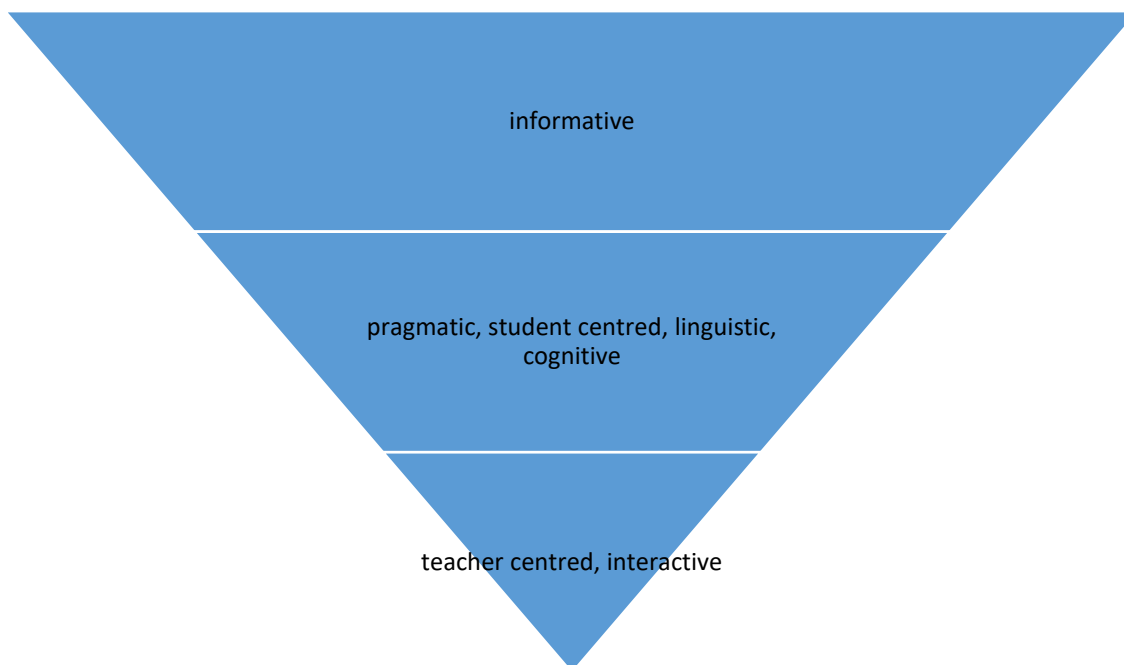 informative
pragmatic, student centred, linguistic,
cognitive
teacher centred, interactive